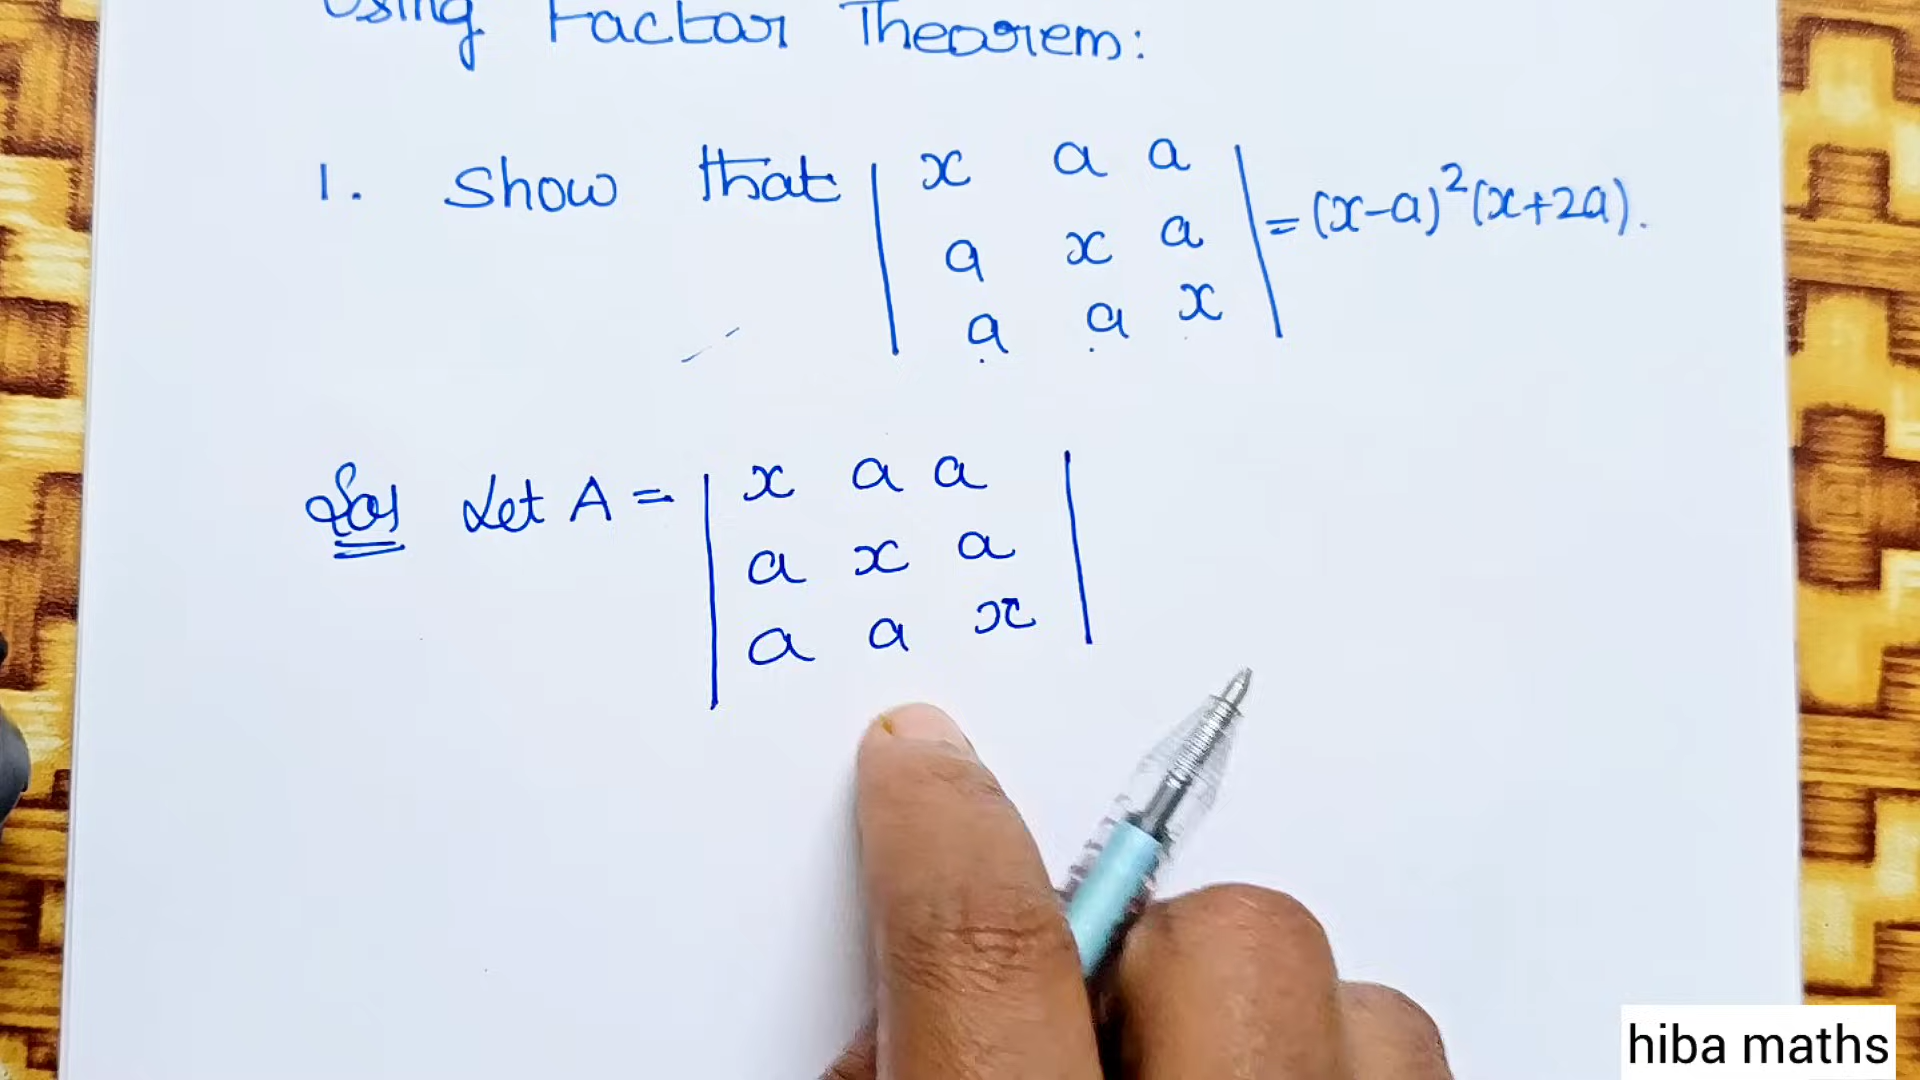 Using Factor Theorem:
1. Show that | x a a | = (x-a)²(x+2a).
| a x a |
| a a x |
Sol Let A = | x a a |
| a x a |
| a a x |
hiba maths